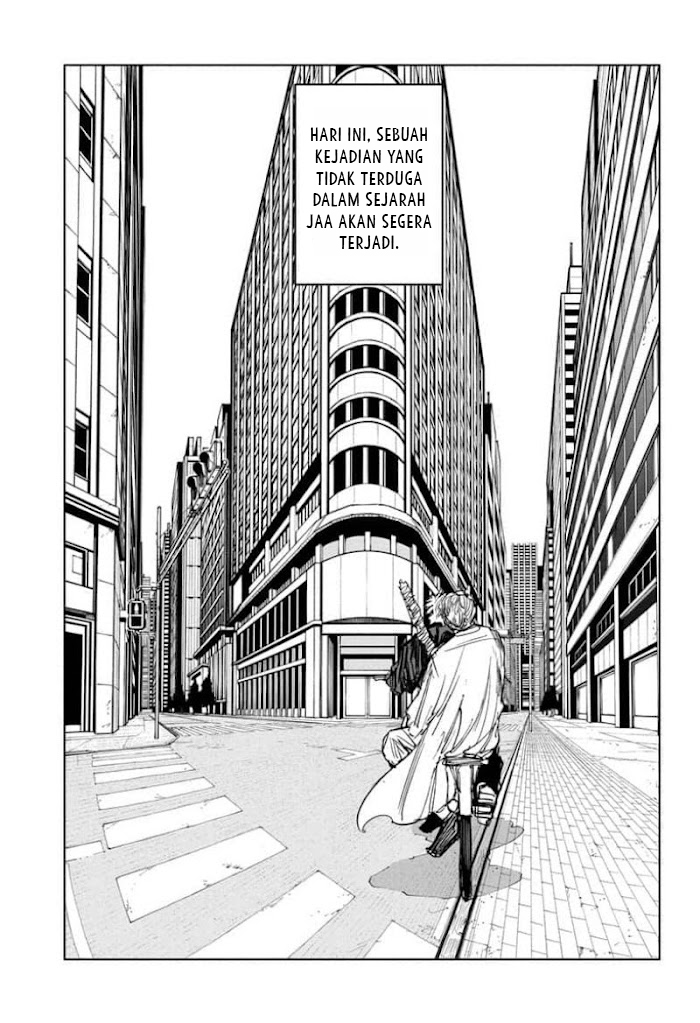 HARI INI, SEBUAH
KEJADIAN YANG
TIDAK TERDUGA
DALAM SEJARAH
JAA AKAN SEGERA
TERJADI.